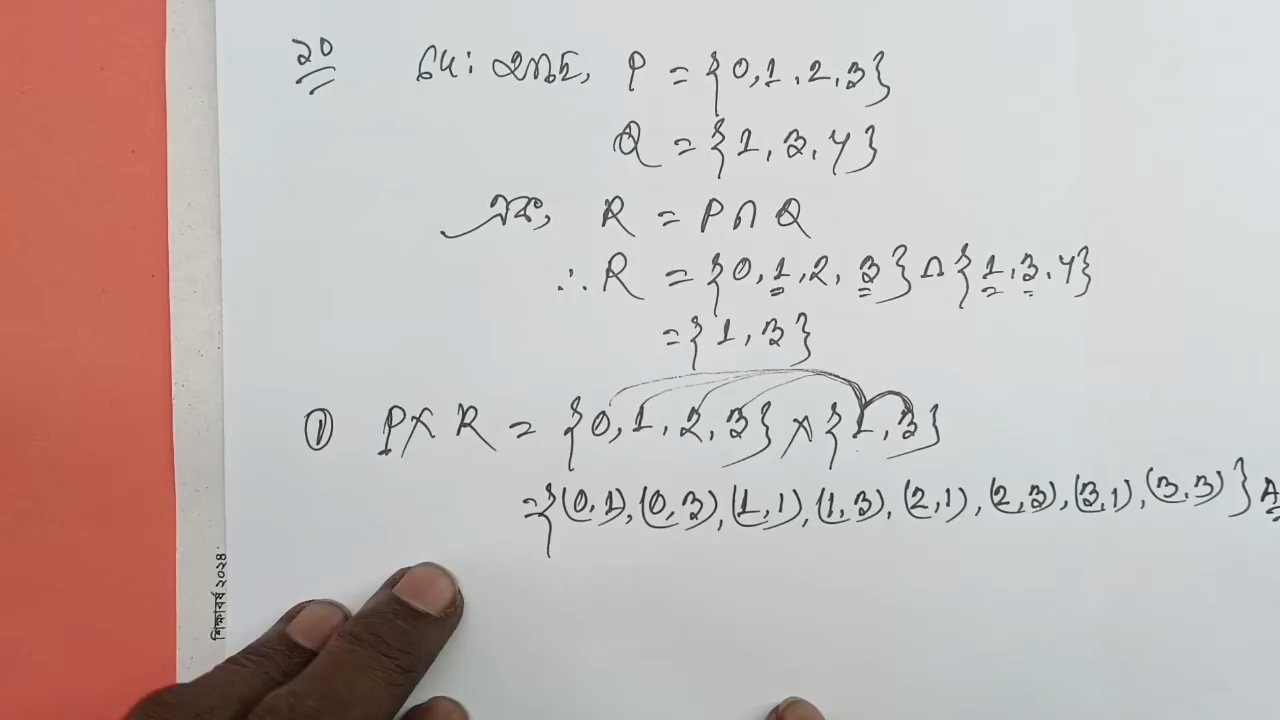 ২০
দে: আছে, P = {0, 1, 2, 3}
Q = {1, 3, 4}
এবং, R = P∩Q
∴ R = {0, 1, 2, 3} ∩ {1, 3, 4}
= {1, 3}
① P×R = {0, 1, 2, 3} × {1, 3}
= {(0, 1), (0, 3), (1, 1), (1, 3), (2, 1), (2, 3), (3, 1), (3, 3)} A
শিক্ষাবর্ষ ২০২৪